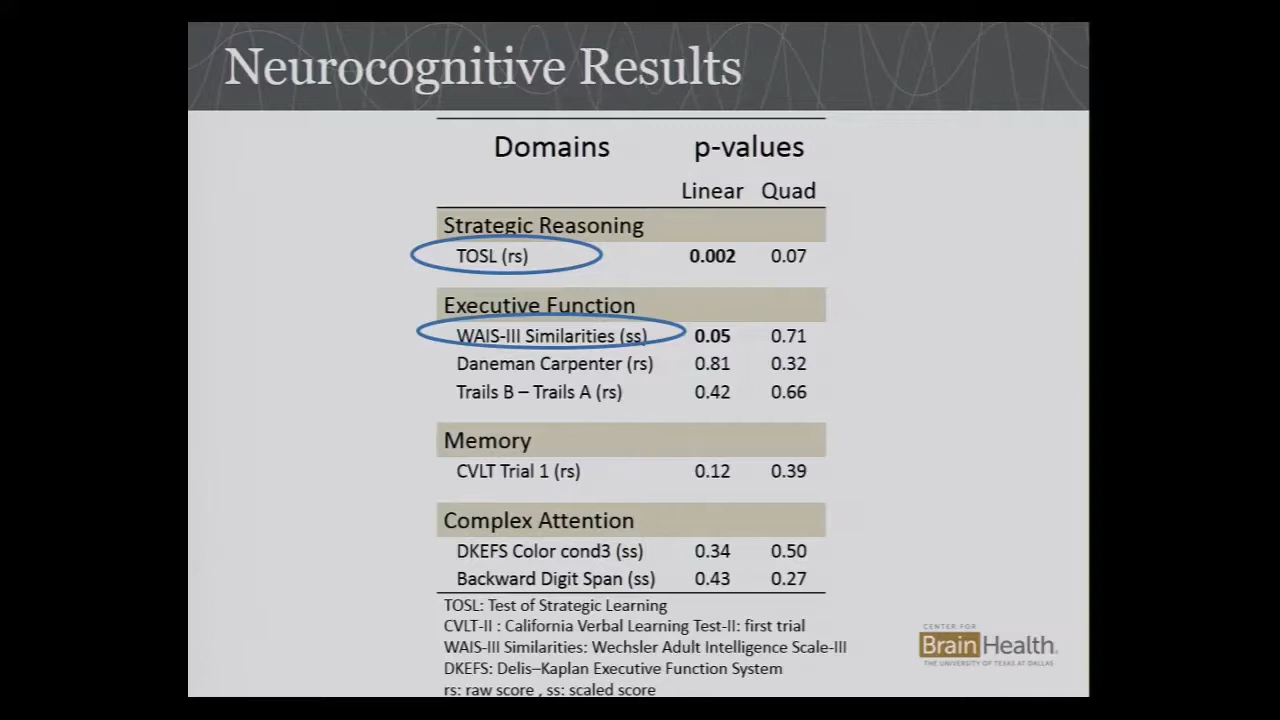 Neurocognitive Results
Domains p-values
Linear Quad
Strategic Reasoning
TOSL (rs) 0.002 0.07
Executive Function
WAIS-III Similarities (ss) 0.05 0.71
Daneman Carpenter (rs) 0.81 0.32
Trails B – Trails A (rs) 0.42 0.66
Memory
CVLT Trial 1 (rs) 0.12 0.39
Complex Attention
DKEFS Color cond3 (ss) 0.34 0.50
Backward Digit Span (ss) 0.43 0.27
TOSL: Test of Strategic Learning
CVLT-II : California Verbal Learning Test-II: first trial
WAIS-III Similarities: Wechsler Adult Intelligence Scale-III
DKEFS: Delis–Kaplan Executive Function System
rs: raw score , ss: scaled score
CENTER FOR
BrainHealth.
THE UNIVERSITY OF TEXAS AT DALLAS